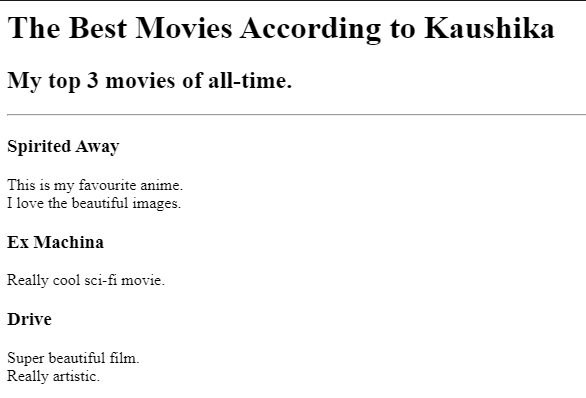 The Best Movies According to Kaushika
My top 3 movies of all-time.
Spirited Away
This is my favourite anime.
I love the beautiful images.
Ex Machina
Really cool sci-fi movie.
Drive
Super beautiful film.
Really artistic.